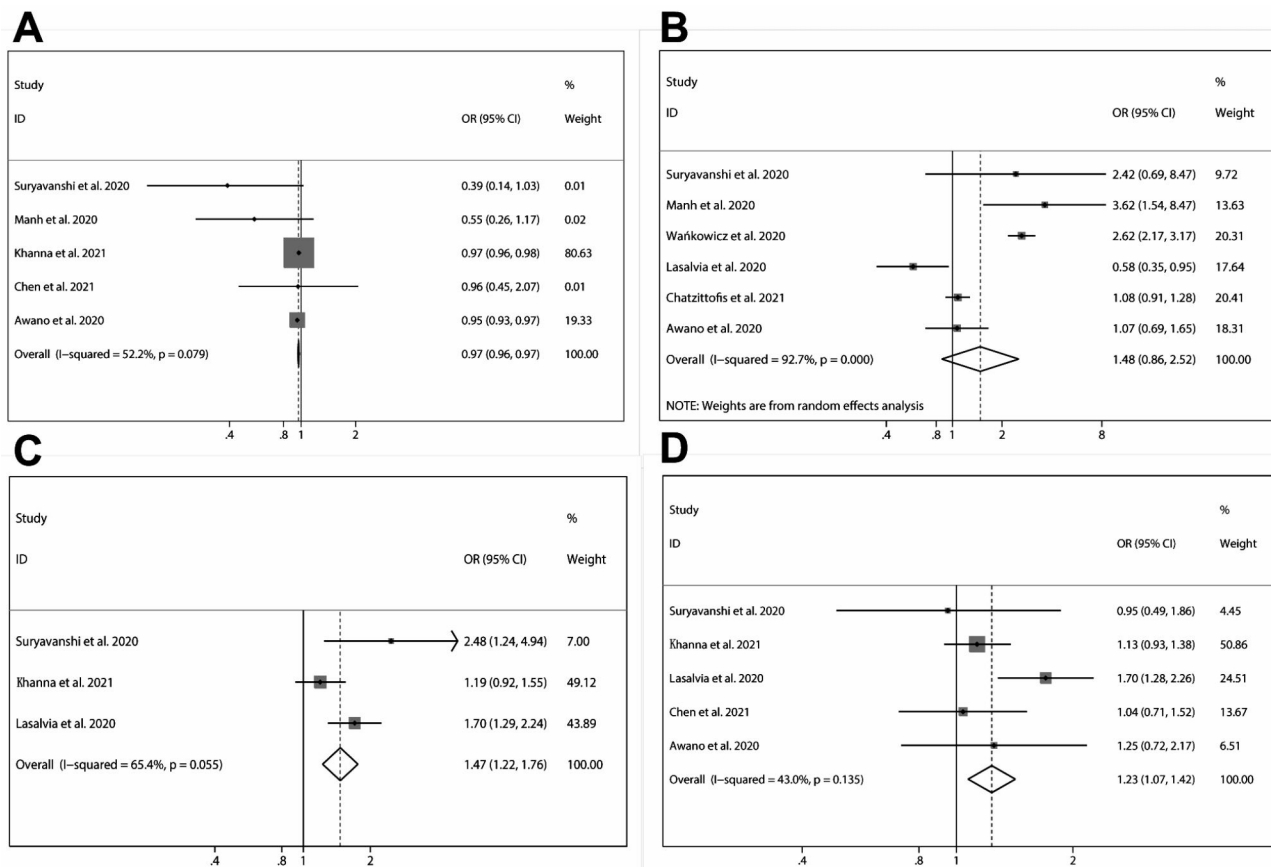 A
Study %
ID OR (95% CI) Weight
Suryavanshi et al. 2020 0.39 (0.14, 1.03) 0.01
Manh et al. 2020 0.55 (0.26, 1.17) 0.02
Khanna et al. 2021 0.97 (0.96, 0.98) 80.63
Chen et al. 2021 0.96 (0.45, 2.07) 0.01
Awano et al. 2020 0.95 (0.93, 0.97) 19.33
Overall (I-squared = 52.2%, p = 0.079) 0.97 (0.96, 0.97) 100.00
.4 .8 1 2
B
Study %
ID OR (95% CI) Weight
Suryavanshi et al. 2020 2.42 (0.69, 8.47) 9.72
Manh et al. 2020 3.62 (1.54, 8.47) 13.63
Wańkowicz et al. 2020 2.62 (2.17, 3.17) 20.31
Lasalvia et al. 2020 0.58 (0.35, 0.95) 17.64
Chatzittofis et al. 2021 1.08 (0.91, 1.28) 20.41
Awano et al. 2020 1.07 (0.69, 1.65) 18.31
Overall (I-squared = 92.7%, p = 0.000) 1.48 (0.86, 2.52) 100.00
NOTE: Weights are from random effects analysis
.4 .8 1 2 8
C
Study %
ID OR (95% CI) Weight
Suryavanshi et al. 2020 2.48 (1.24, 4.94) 7.00
Khanna et al. 2021 1.19 (0.92, 1.55) 49.12
Lasalvia et al. 2020 1.70 (1.29, 2.24) 43.89
Overall (I-squared = 65.4%, p = 0.055) 1.47 (1.22, 1.76) 100.00
.4 .8 1 2
D
Study %
ID OR (95% CI) Weight
Suryavanshi et al. 2020 0.95 (0.49, 1.86) 4.45
Khanna et al. 2021 1.13 (0.93, 1.38) 50.86
Lasalvia et al. 2020 1.70 (1.28, 2.26) 24.51
Chen et al. 2021 1.04 (0.71, 1.52) 13.67
Awano et al. 2020 1.25 (0.72, 2.17) 6.51
Overall (I-squared = 43.0%, p = 0.135) 1.23 (1.07, 1.42) 100.00
.4 .8 1 2